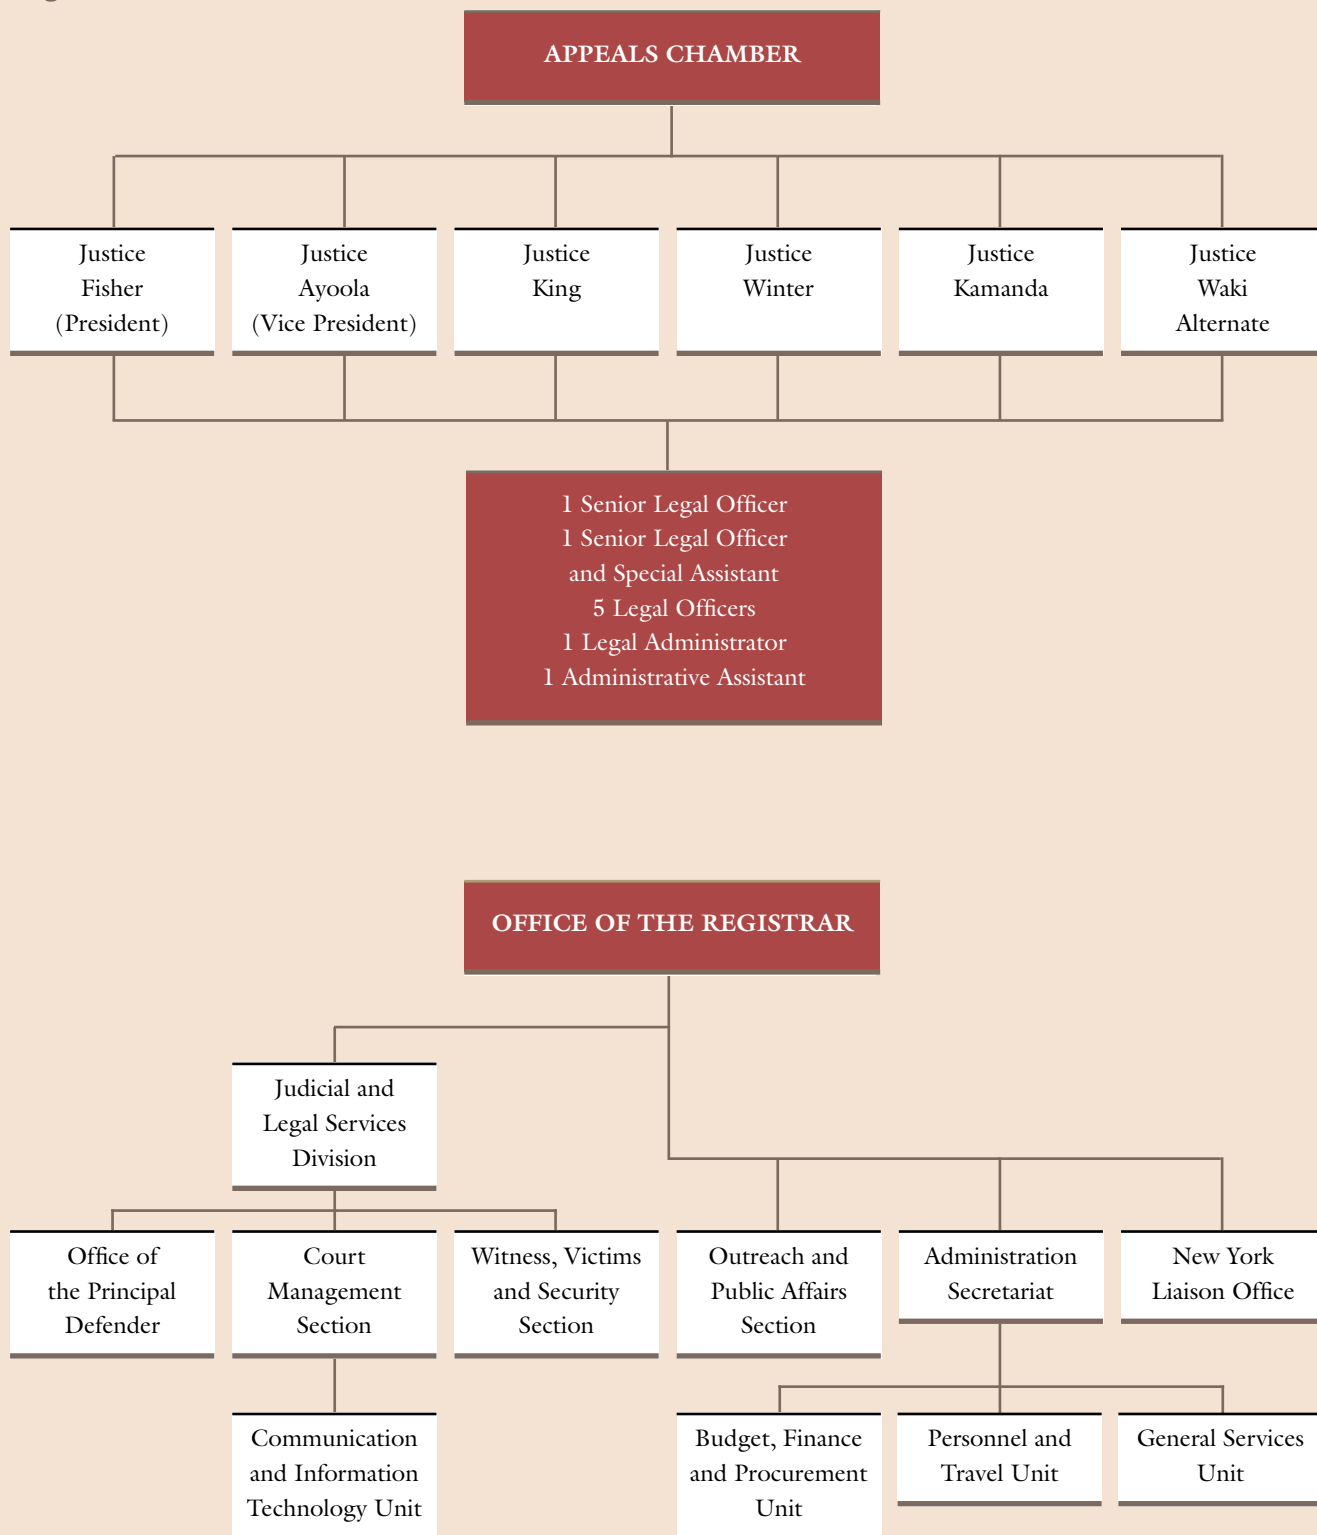 APPEALS CHAMBER
Justice
Fisher
(President)
Justice
Ayoola
(Vice President)
Justice
King
Justice
Winter
Justice
Kamanda
Justice
Waki
Alternate
1 Senior Legal Officer
1 Senior Legal Officer
and Special Assistant
5 Legal Officers
1 Legal Administrator
1 Administrative Assistant
OFFICE OF THE REGISTRAR
Judicial and
Legal Services
Division
Office of
the Principal
Defender
Court
Management
Section
Witness, Victims
and Security
Section
Outreach and
Public Affairs
Section
Administration
Secretariat
New York
Liaison Office
Communication
and Information
Technology Unit
Budget, Finance
and Procurement
Unit
Personnel and
Travel Unit
General Services
Unit